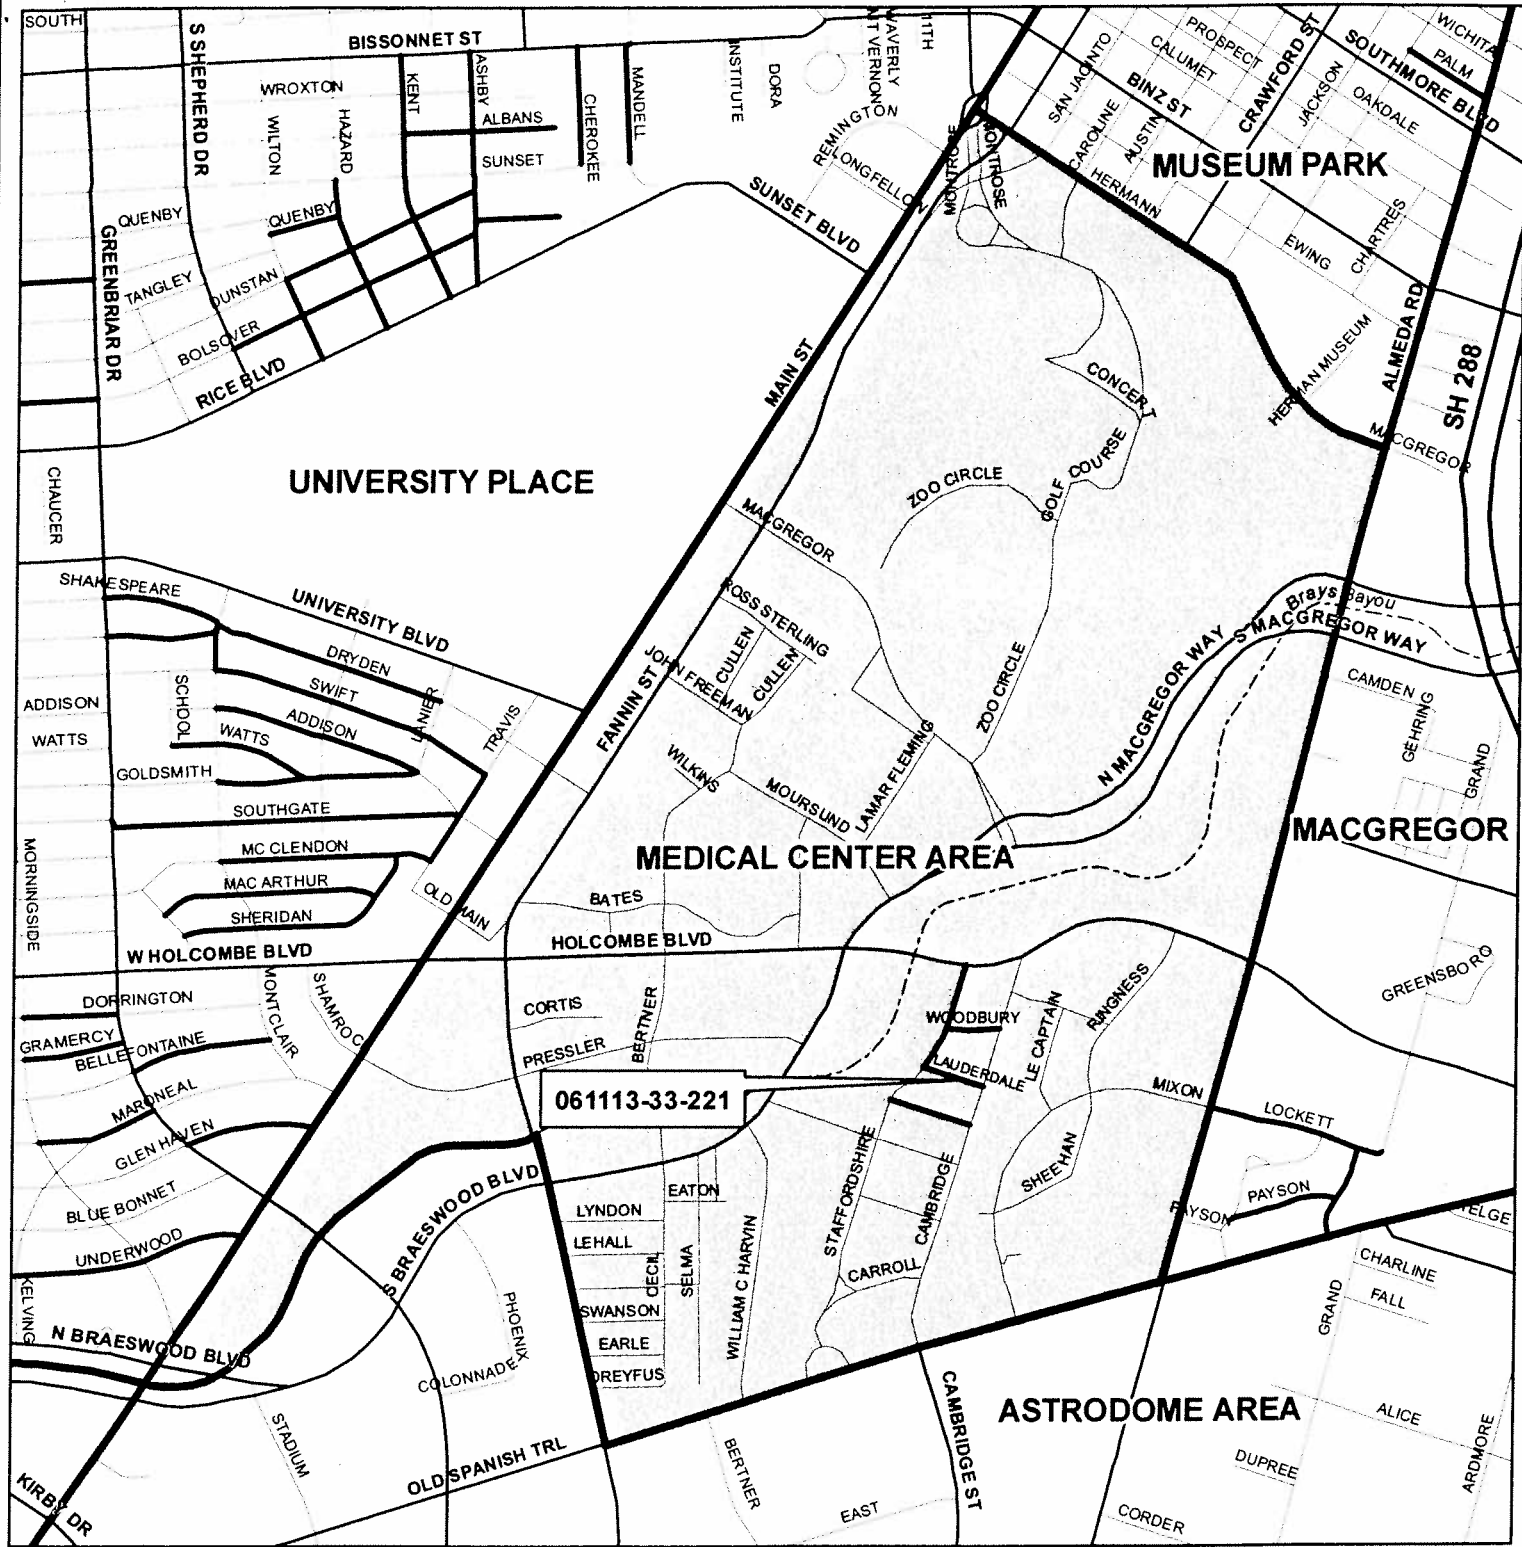 SOUTH
S SHEPHERD DR
BISSONNET ST
WROXTON
WILTON
HAZARD
KENT
ASHBY
ALBANS
SUNSET
CHEROKEE
MANDELL
INSTITUTE
DORA
WAVERLY
11TH
REMINGTON
LONGFELLOW
MONTROSE
MONTROSE
SAN JACINTO
CAROLINE
AUSTIN
PROSPECT
CALUMET
BINZ ST
CRAWFORD ST
JACKSON
SOUTHMORE BLVD
OAKDALE
WICHITA
PALM
MUSEUM PARK
HERMANN
EWING
CHARTRES
QUENBY
QUENBY
GREENBRIAR DR
TANGLEY
DUNSTAN
BOLSOVER
RICE BLVD
SUNSET BLVD
MAIN ST
HERMAN MUSEUM
ALMEDA RD
SH 288
MACGREGOR
CONCERT
GOLF COURSE
ZOO CIRCLE
CHAUCER
UNIVERSITY PLACE
MACGREGOR
SHAKESPEARE
UNIVERSITY BLVD
ROSS STERLING
CULLEN
CULLEN
JOHN FREEMAN
FANNIN ST
ZOO CIRCLE
N MACGREGOR WAY
S MACGREGOR WAY
Brays Bayou
CAMDEN
GEHRING
GRAND
DRYDEN
SWIFT
ADDISON
LANIER
TRAVIS
SCHOOL
WATTS
ADDISON
WATTS
GOLDSMITH
SOUTHGATE
MC CLENDON
MAC ARTHUR
SHERIDAN
MORNINGSIDE
OLD MAIN
WILKINS
MOURSUND
LAMAR FLEMING
MEDICAL CENTER AREA
MACGREGOR
BATES
W HOLCOMBE BLVD
HOLCOMBE BLVD
GREENSBORO
DORRINGTON
GRAMERCY
BELLEFONTAINE
MONTCLAIR
SHAMROC
CORTIS
PRESSLER
BERTNER
WOODBURY
LAUDERDALE
LE CAPTAIN
RINGNESS
MIXON
LOCKETT
061113-33-221
MARONEAL
GLEN HAVEN
BLUE BONNET
UNDERWOOD
KELVING
N BRAESWOOD BLVD
S BRAESWOOD BLVD
EATON
LYNDON
LEHALL
CECIL
SELMA
WILLIAM C HARVIN
STAFFORDSHIRE
CAMBRIDGE
CARROLL
SHEEHAN
PAYSON
PAYSON
TELGE
CHARLINE
FALL
GRAND
SWANSON
EARLE
DREYFUS
PHOENIX
COLONNADE
STADIUM
KIRBY DR
OLD SPANISH TRL
BERTNER
EAST
CAMBRIDGE ST
ASTRODOME AREA
ALICE
DUPREE
ARDMORE
CORDER